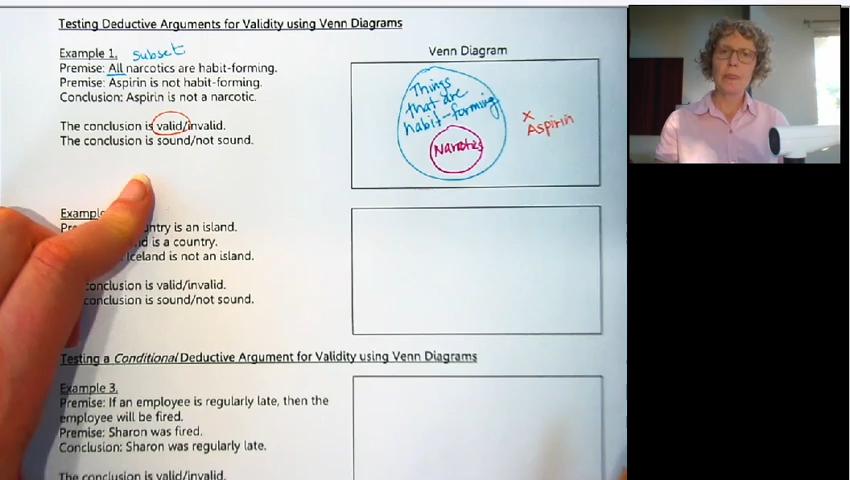 Testing Deductive Arguments for Validity using Venn Diagrams
Example 1. subset
Premise: All narcotics are habit-forming.
Premise: Aspirin is not habit-forming.
Conclusion: Aspirin is not a narcotic.
The conclusion is valid/invalid.
The conclusion is sound/not sound.
Venn Diagram
Things
that are
habit-forming
Narcotics
x
Aspirin
is an island.
is a country.
Iceland is not an island.
conclusion is valid/invalid.
conclusion is sound/not sound.
Testing a Conditional Deductive Argument for Validity using Venn Diagrams
Example 3.
Premise: If an employee is regularly late, then the
employee will be fired.
Premise: Sharon was fired.
Conclusion: Sharon was regularly late.
The conclusion is valid/invalid.